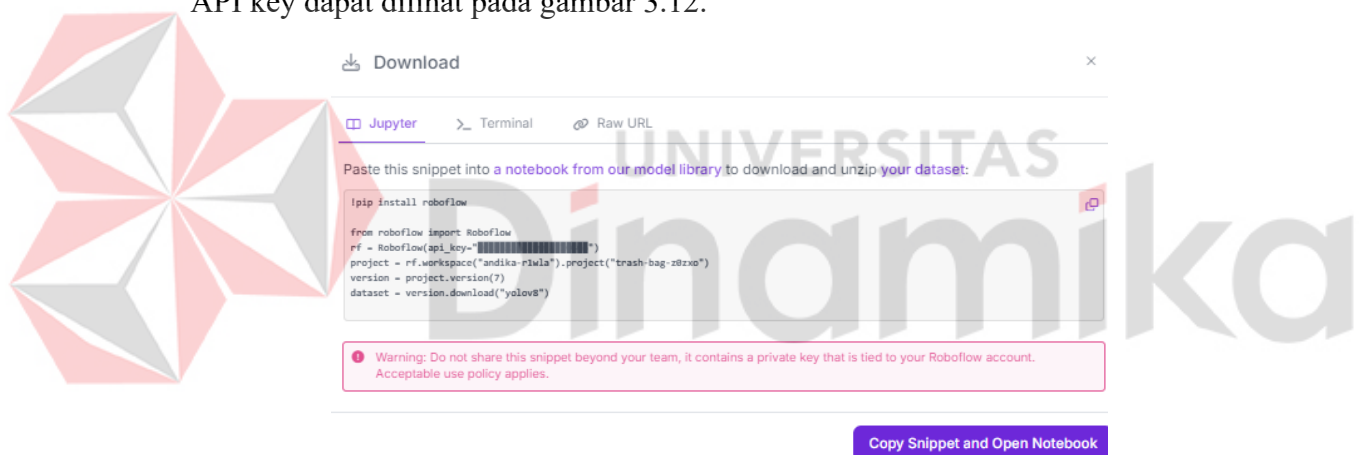 API key dapat dilihat pada gambar 3.12.
Download
Jupyter
Terminal
Raw URL
UNIVERSITAS
Dinamika
Paste this snippet into a notebook from our model library to download and unzip your dataset:
!pip install roboflow
from roboflow import Roboflow
rf = Roboflow(api_key="")
project = rf.workspace("andika-r1wla").project("trash-bag-z0zxo")
version = project.version(7)
dataset = version.download("yolov8")
Warning: Do not share this snippet beyond your team, it contains a private key that is tied to your Roboflow account.
Acceptable use policy applies.
Copy Snippet and Open Notebook